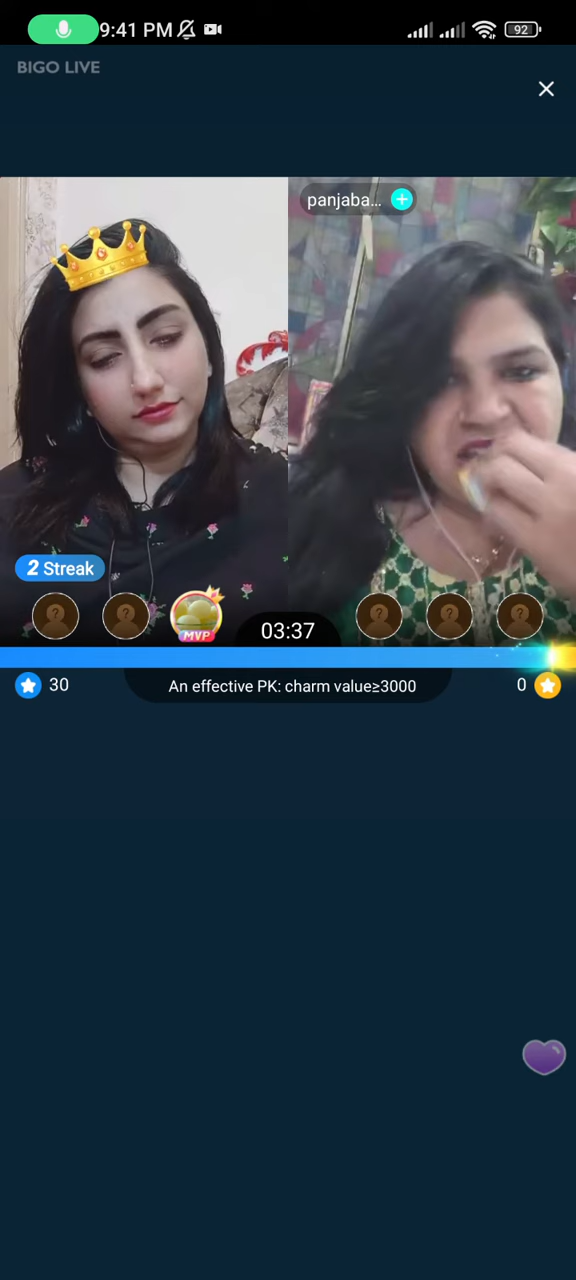 9:41 PM
92
BIGO LIVE
panjaba...
2 Streak
MVP
03:37
30
An effective PK: charm value≥3000
0